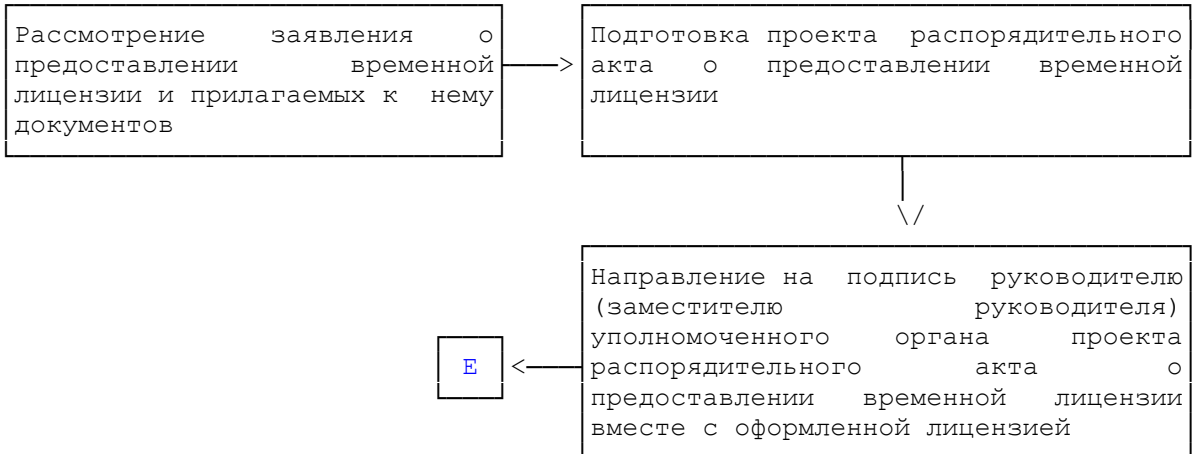 Рассмотрение заявления о
предоставлении временной
лицензии и прилагаемых к нему
документов
Подготовка проекта распорядительного
акта о предоставлении временной
лицензии
Направление на подпись руководителю
(заместителю руководителя)
уполномоченного органа проекта
распорядительного акта о
предоставлении временной лицензии
вместе с оформленной лицензией
Е